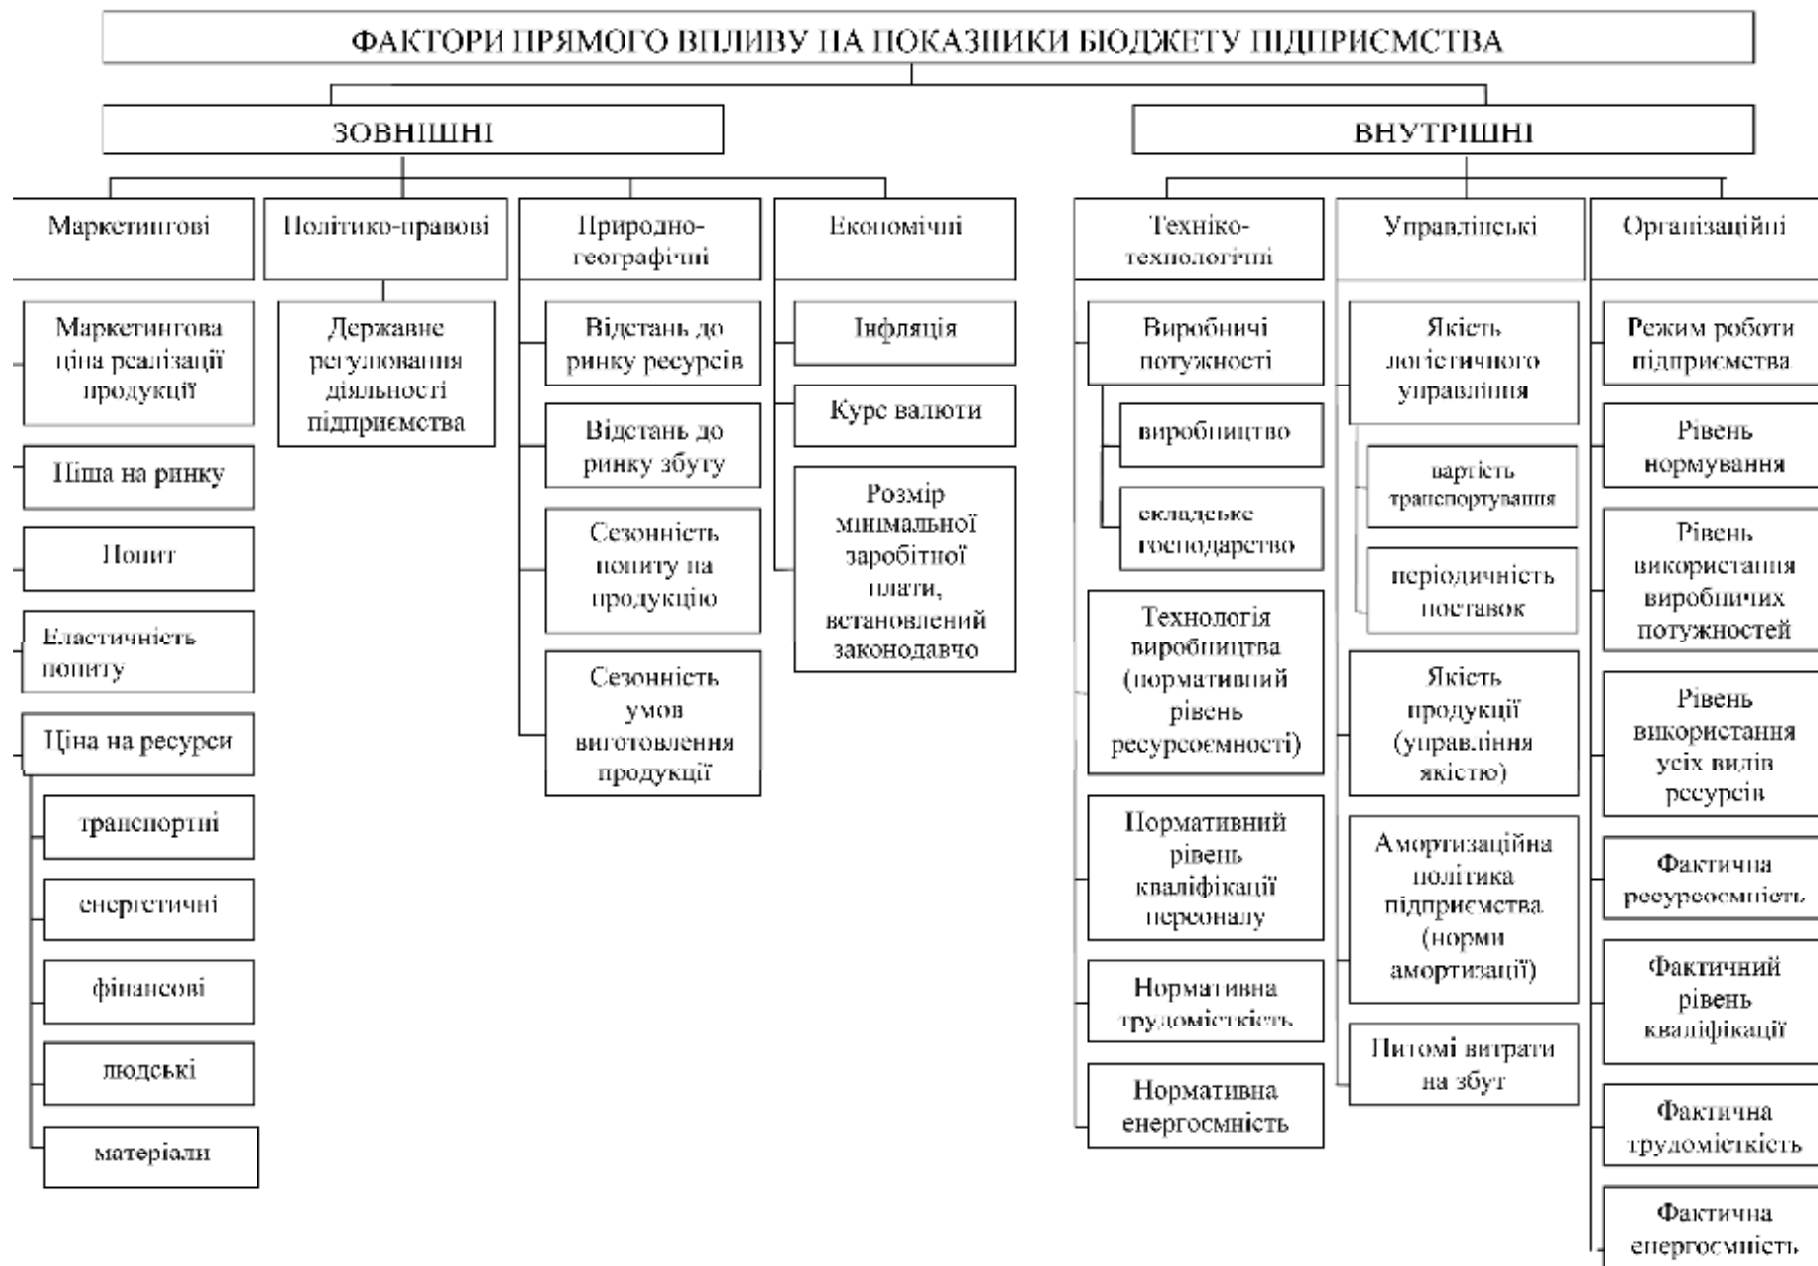 ФАКТОРИ ПРЯМОГО ВПЛИВУ НА ПОКАЗНИКИ БЮДЖЕТУ ПІДПРИЄМСТВА
ЗОВНІШНІ
ВНУТРІШНІ
Маркетингові
Політико-правові
Природно-
географічні
Економічні
Техніко-
технологічні
Управлінські
Організаційні
Маркетингова
ціна реалізації
продукції
Ніша на ринку
Попит
Еластичність
попиту
Ціна на ресурси
транспортні
енергетичні
фінансові
людські
матеріали
Державне
регулювання
діяльності
підприємства
Відстань до
ринку ресурсів
Відстань до
ринку збуту
Сезонність
попиту на
продукцію
Сезонність
умов
виготовлення
продукції
Інфляція
Курс валюти
Розмір
мінімальної
заробітної
плати,
встановлений
законодавчо
Виробничі
потужності
виробництво
складське
господарство
Технологія
виробництва
(нормативний
рівень
ресурсоємності)
Нормативний
рівень
кваліфікації
персоналу
Нормативна
трудомісткість
Нормативна
енергоємність
Якість
логістичного
управління
вартість
транспортування
періодичність
поставок
Якість
продукції
(управління
якістю)
Амортизаційна
політика
підприємства
(норми
амортизації)
Питомі витрати
на збут
Режим роботи
підприємства
Рівень
нормування
Рівень
використання
виробничих
потужностей
Рівень
використання
усіх видів
ресурсів
Фактична
ресурсоємність
Фактичний
рівень
кваліфікації
Фактична
трудомісткість
Фактична
енергоємність